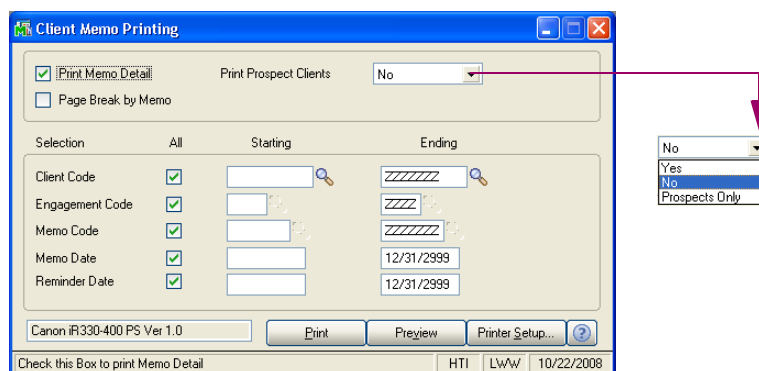 Client Memo Printing
Print Memo Detail Print Prospect Clients No
Page Break by Memo
Selection All Starting Ending
Client Code ZZZZZZZ
Engagement Code ZZZZ
Memo Code ZZZZZZZ
Memo Date 12/31/2999
Reminder Date 12/31/2999
No
Yes
No
Prospects Only
Canon iR330-400 PS Ver 1.0 Print Preview Printer Setup... ?
Check this Box to print Memo Detail HTI LWW 10/22/2008